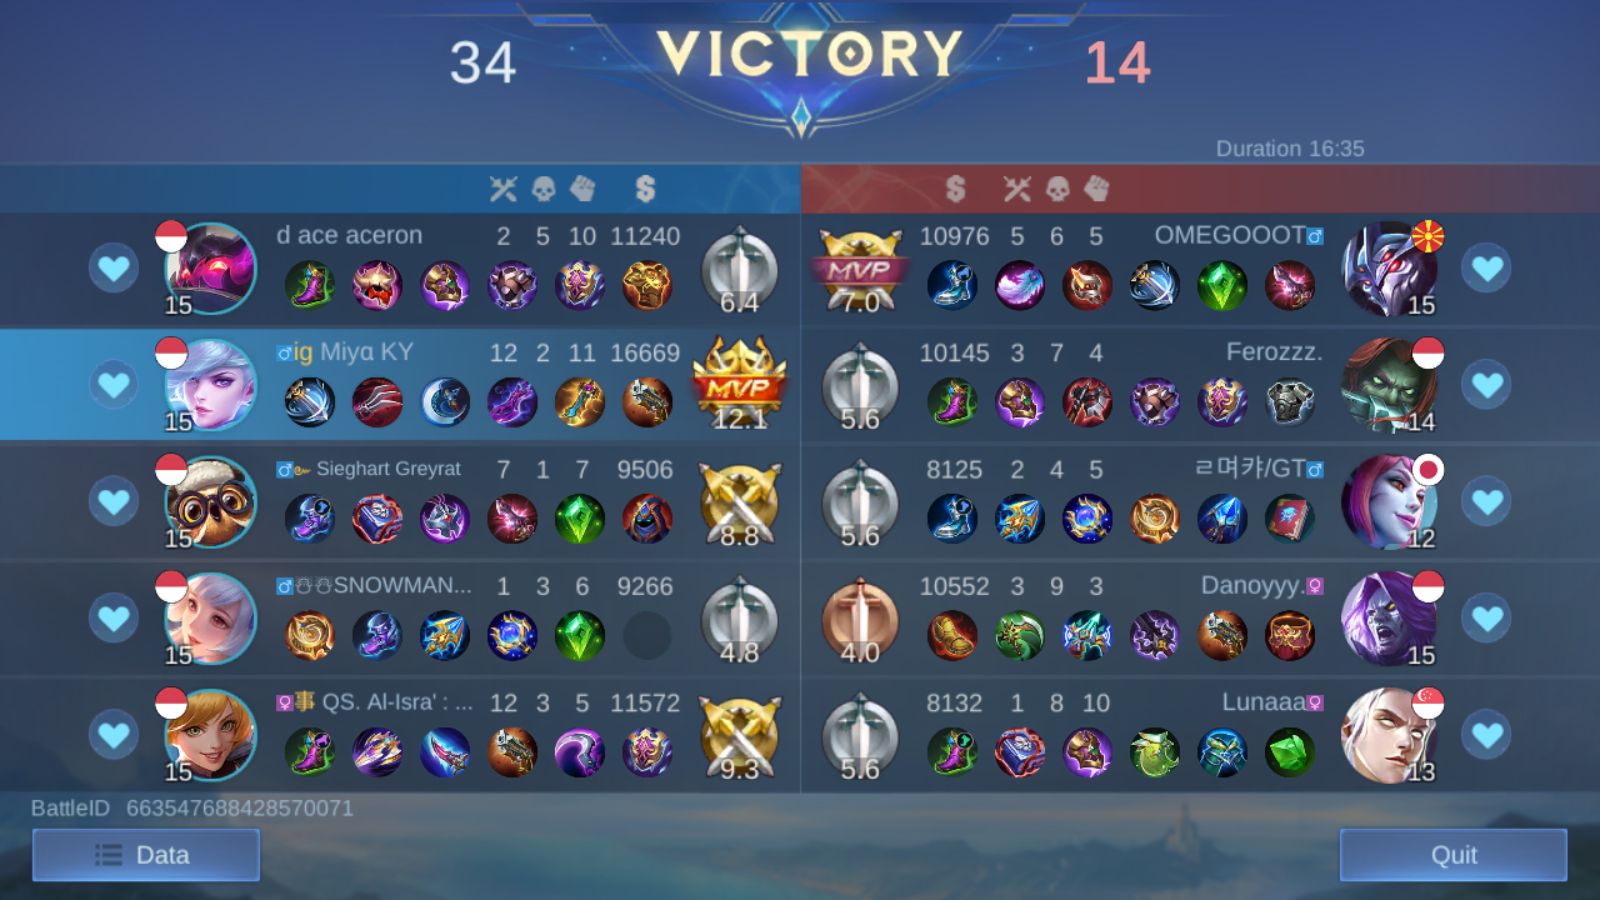 34 VICTORY 14
Duration 16:35
d ace aceron 2 5 10 11240
15 6.4
MVP 7.0 10976 5 6 5 OMEGOOOT♂
15
♂ig Miyα KY 12 2 11 16669
15 MVP 12.1
10145 3 7 4 Ferozzz.
5.6 14
♂ Sieghart Greyrat 7 1 7 9506
15 8.8
8125 2 4 5 ㄹ며캬/GT♂
5.6 12
♂☃☃SNOWMAN... 1 3 6 9266
15 4.8
10552 3 9 3 Danoyyy.♀
4.0 15
♀事 QS. Al-Isra' : ... 12 3 5 11572
15 9.3
8132 1 8 10 Lunaaa♀
5.6 13
BattleID 663547688428570071
Data
Quit